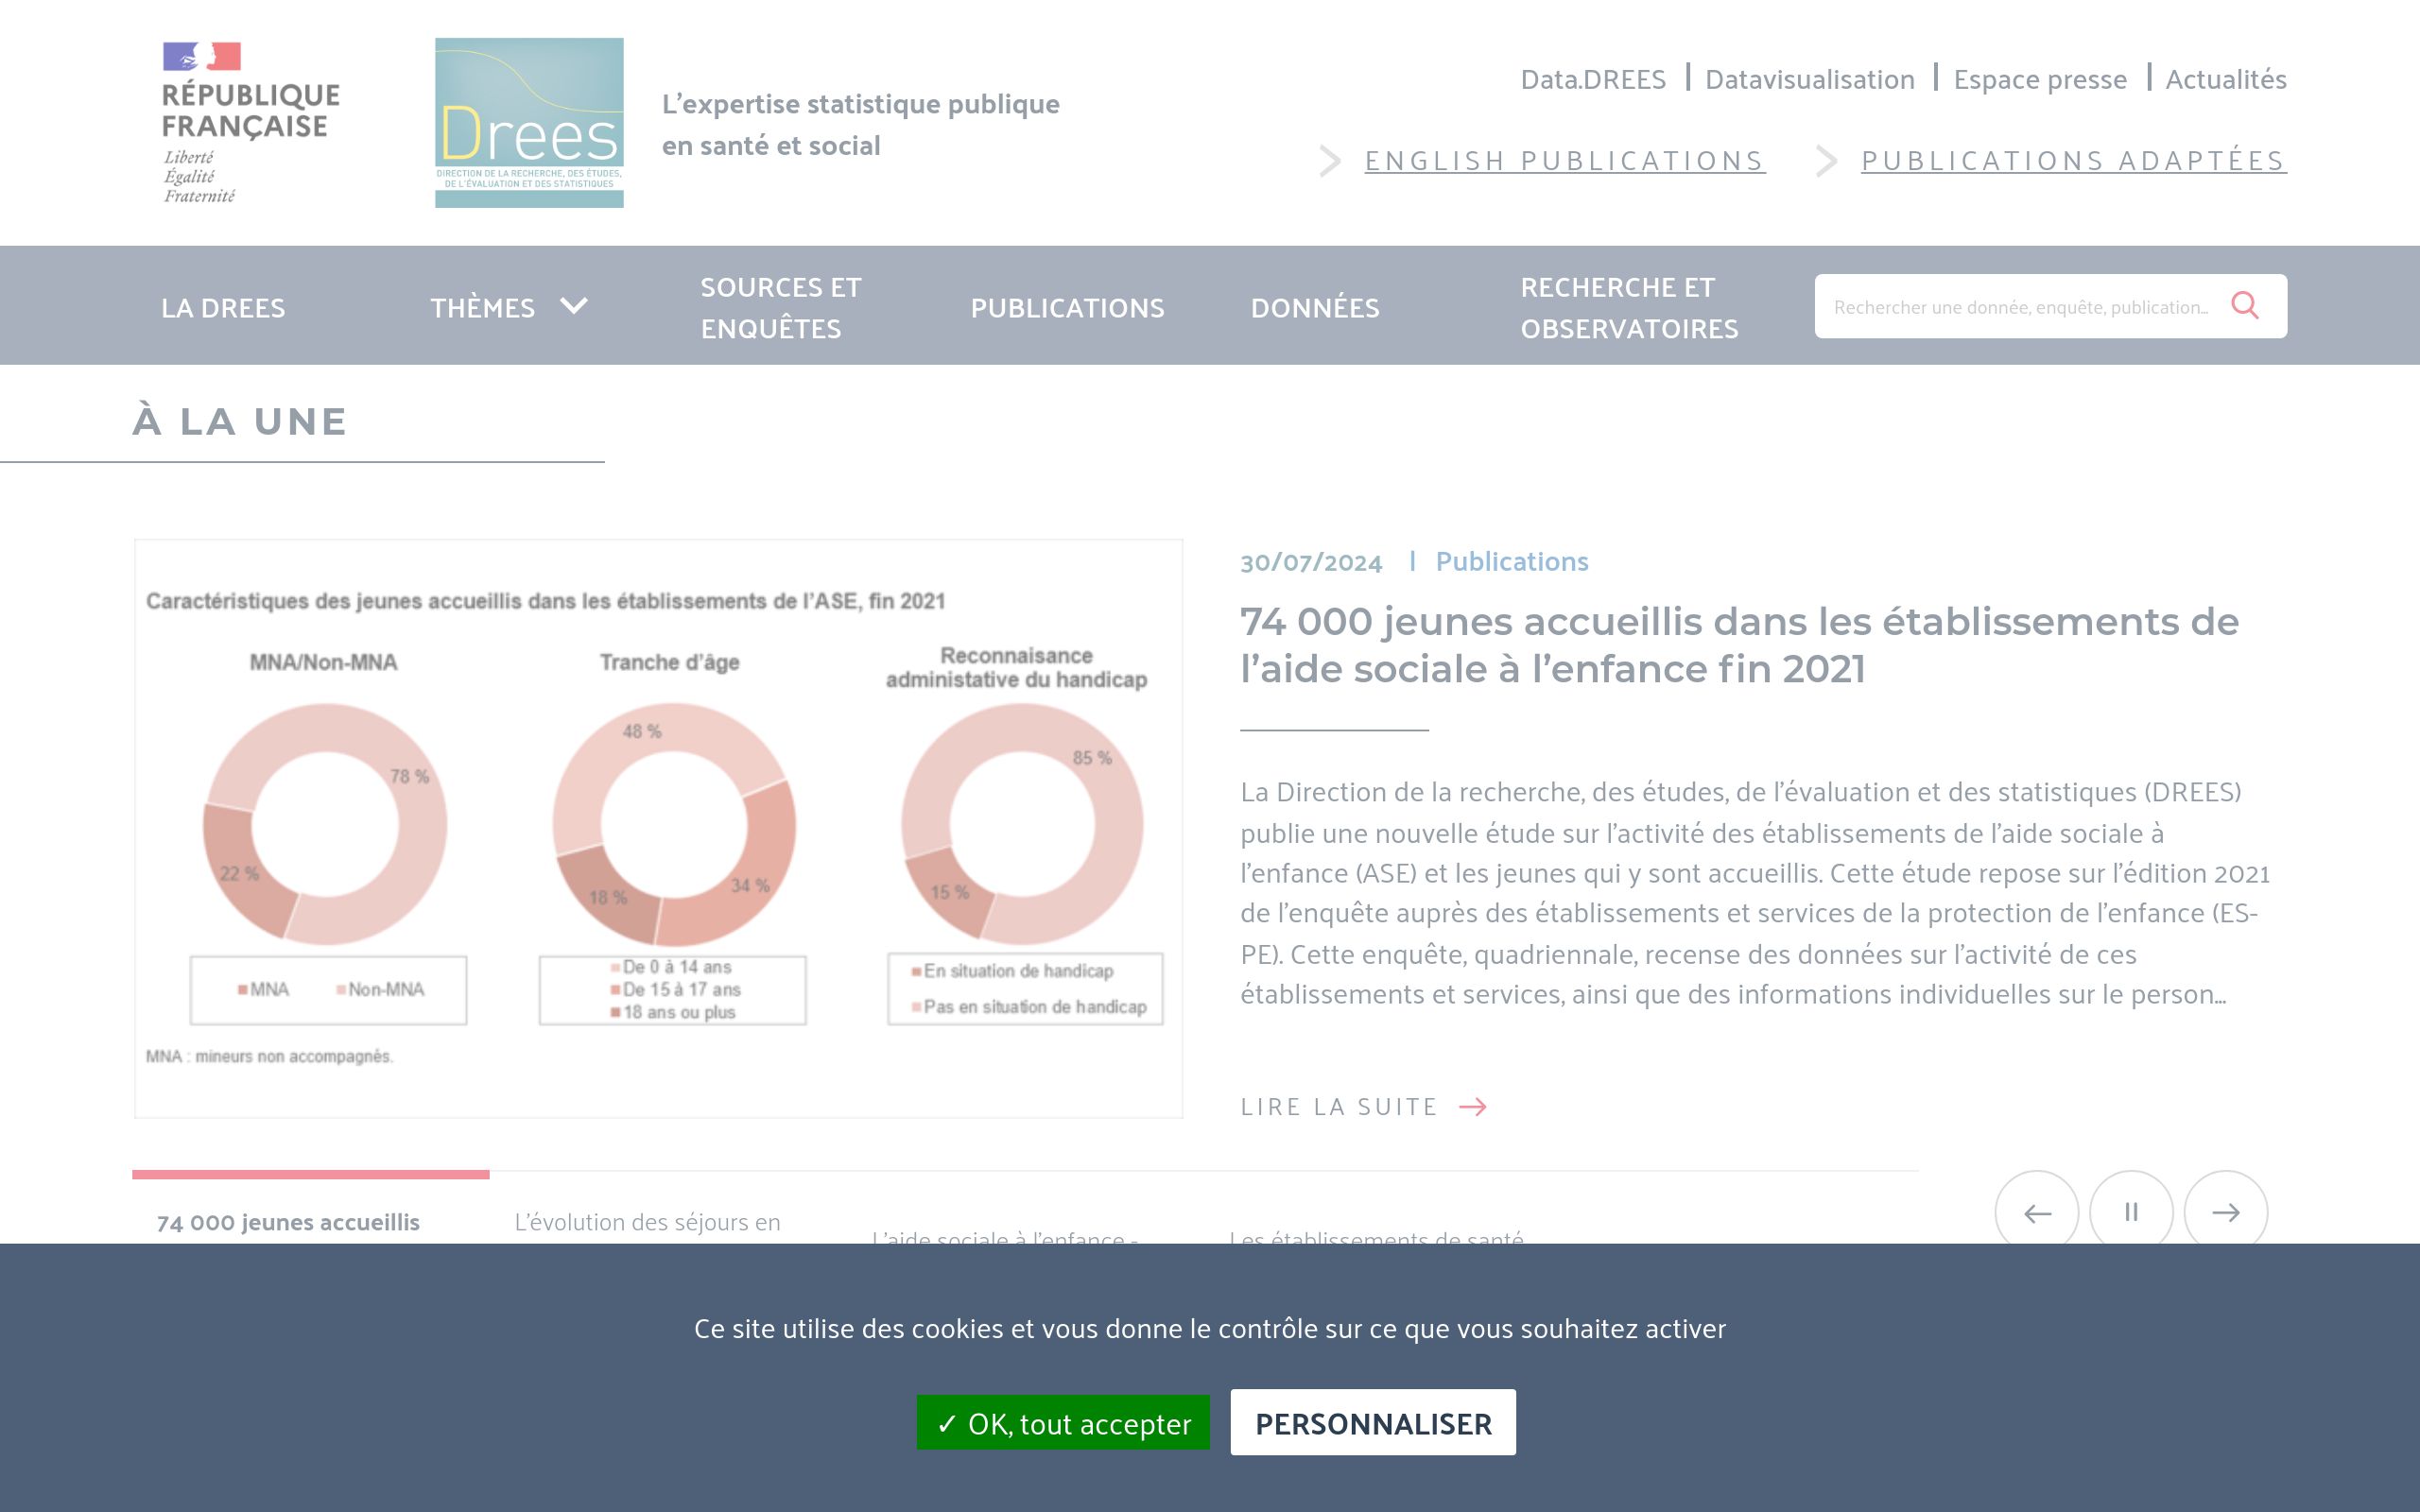 RÉPUBLIQUE
FRANÇAISE
Liberté
Égalité
Fraternité
Drees
DIRECTION DE LA RECHERCHE, DES ÉTUDES,
DE L'ÉVALUATION ET DES STATISTIQUES
L'expertise statistique publique
en santé et social
Data.DREES
Datavisualisation
Espace presse
Actualités
ENGLISH PUBLICATIONS
PUBLICATIONS ADAPTÉES
LA DREES
THÈMES
SOURCES ET
ENQUÊTES
PUBLICATIONS
DONNÉES
RECHERCHE ET
OBSERVATOIRES
Rechercher une donnée, enquête, publication...
À LA UNE
Caractéristiques des jeunes accueillis dans les établissements de l'ASE, fin 2021
MNA/Non-MNA
78 %
22 %
MNA
Non-MNA
Tranche d'âge
48 %
34 %
18 %
De 0 à 14 ans
De 15 à 17 ans
18 ans ou plus
Reconnaisance
administative du handicap
85 %
15 %
En situation de handicap
Pas en situation de handicap
MNA : mineurs non accompagnés.
30/07/2024 | Publications
74 000 jeunes accueillis dans les établissements de
l'aide sociale à l'enfance fin 2021
La Direction de la recherche, des études, de l'évaluation et des statistiques (DREES)
publie une nouvelle étude sur l'activité des établissements de l'aide sociale à
l'enfance (ASE) et les jeunes qui y sont accueillis. Cette étude repose sur l'édition 2021
de l'enquête auprès des établissements et services de la protection de l'enfance (ES-
PE). Cette enquête, quadriennale, recense des données sur l'activité de ces
établissements et services, ainsi que des informations individuelles sur le person...
LIRE LA SUITE
74 000 jeunes accueillis
L'évolution des séjours en
L'aide sociale à l'enfance -
Les établissements de santé
Ce site utilise des cookies et vous donne le contrôle sur ce que vous souhaitez activer
✓ OK, tout accepter
PERSONNALISER